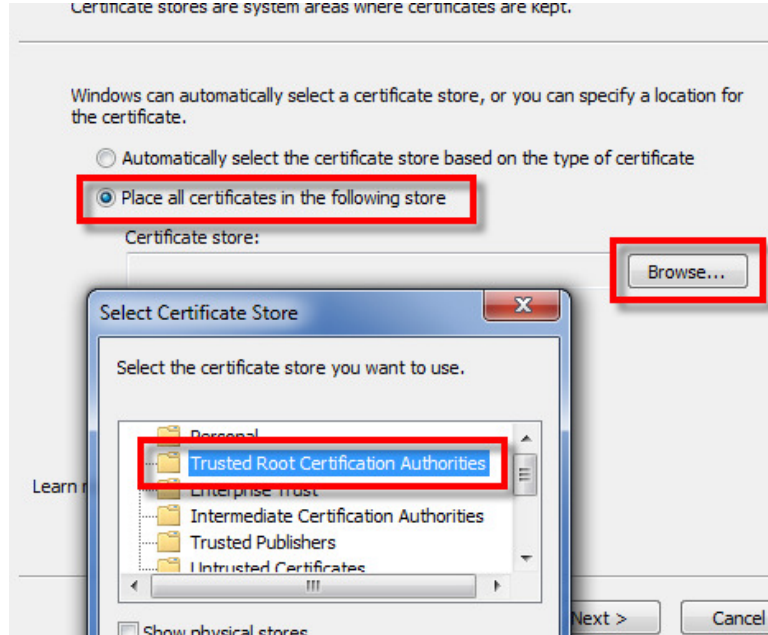 Certificate stores are system areas where certificates are kept.
Windows can automatically select a certificate store, or you can specify a location for
the certificate.
Automatically select the certificate store based on the type of certificate
Place all certificates in the following store
Certificate store:
Browse...
Select Certificate Store
Select the certificate store you want to use.
Personal
Trusted Root Certification Authorities
Enterprise Trust
Intermediate Certification Authorities
Trusted Publishers
Untrusted Certificates
Learn
Show physical stores
Next >
Cancel